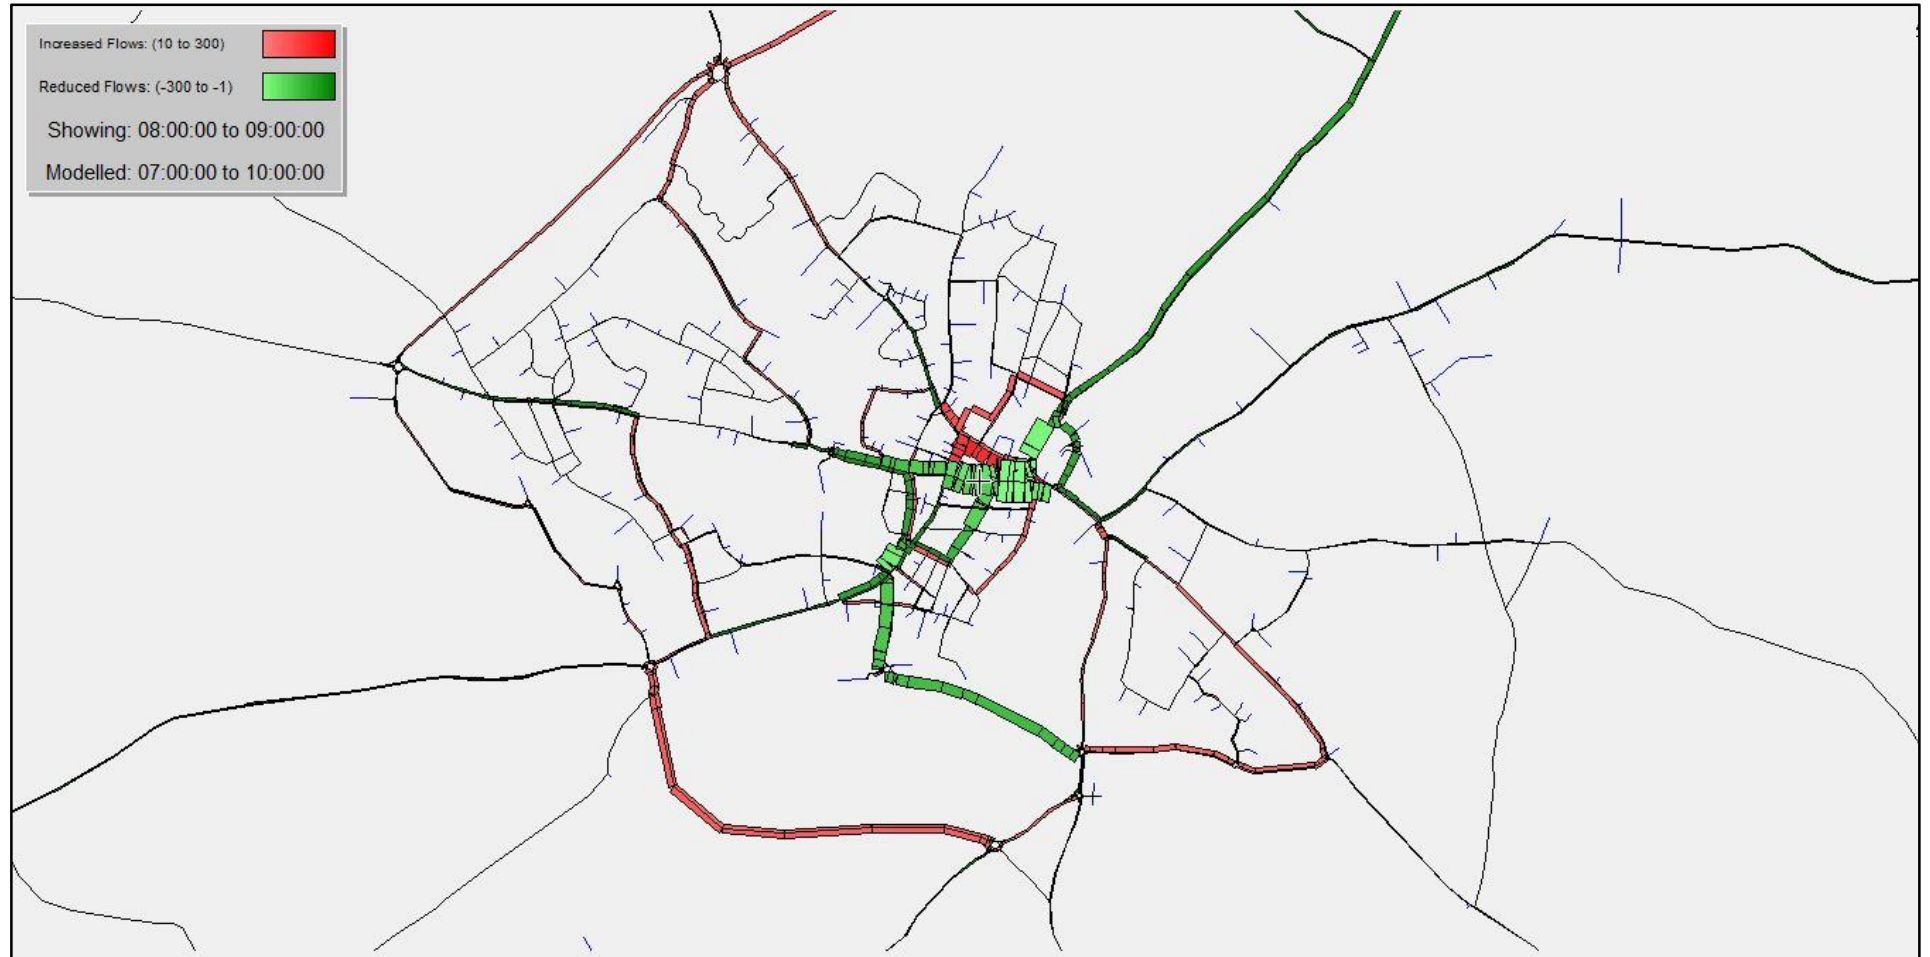 Increased Flows: (10 to 300)
Reduced Flows: (-300 to -1)
Showing: 08:00:00 to 09:00:00
Modelled: 07:00:00 to 10:00:00